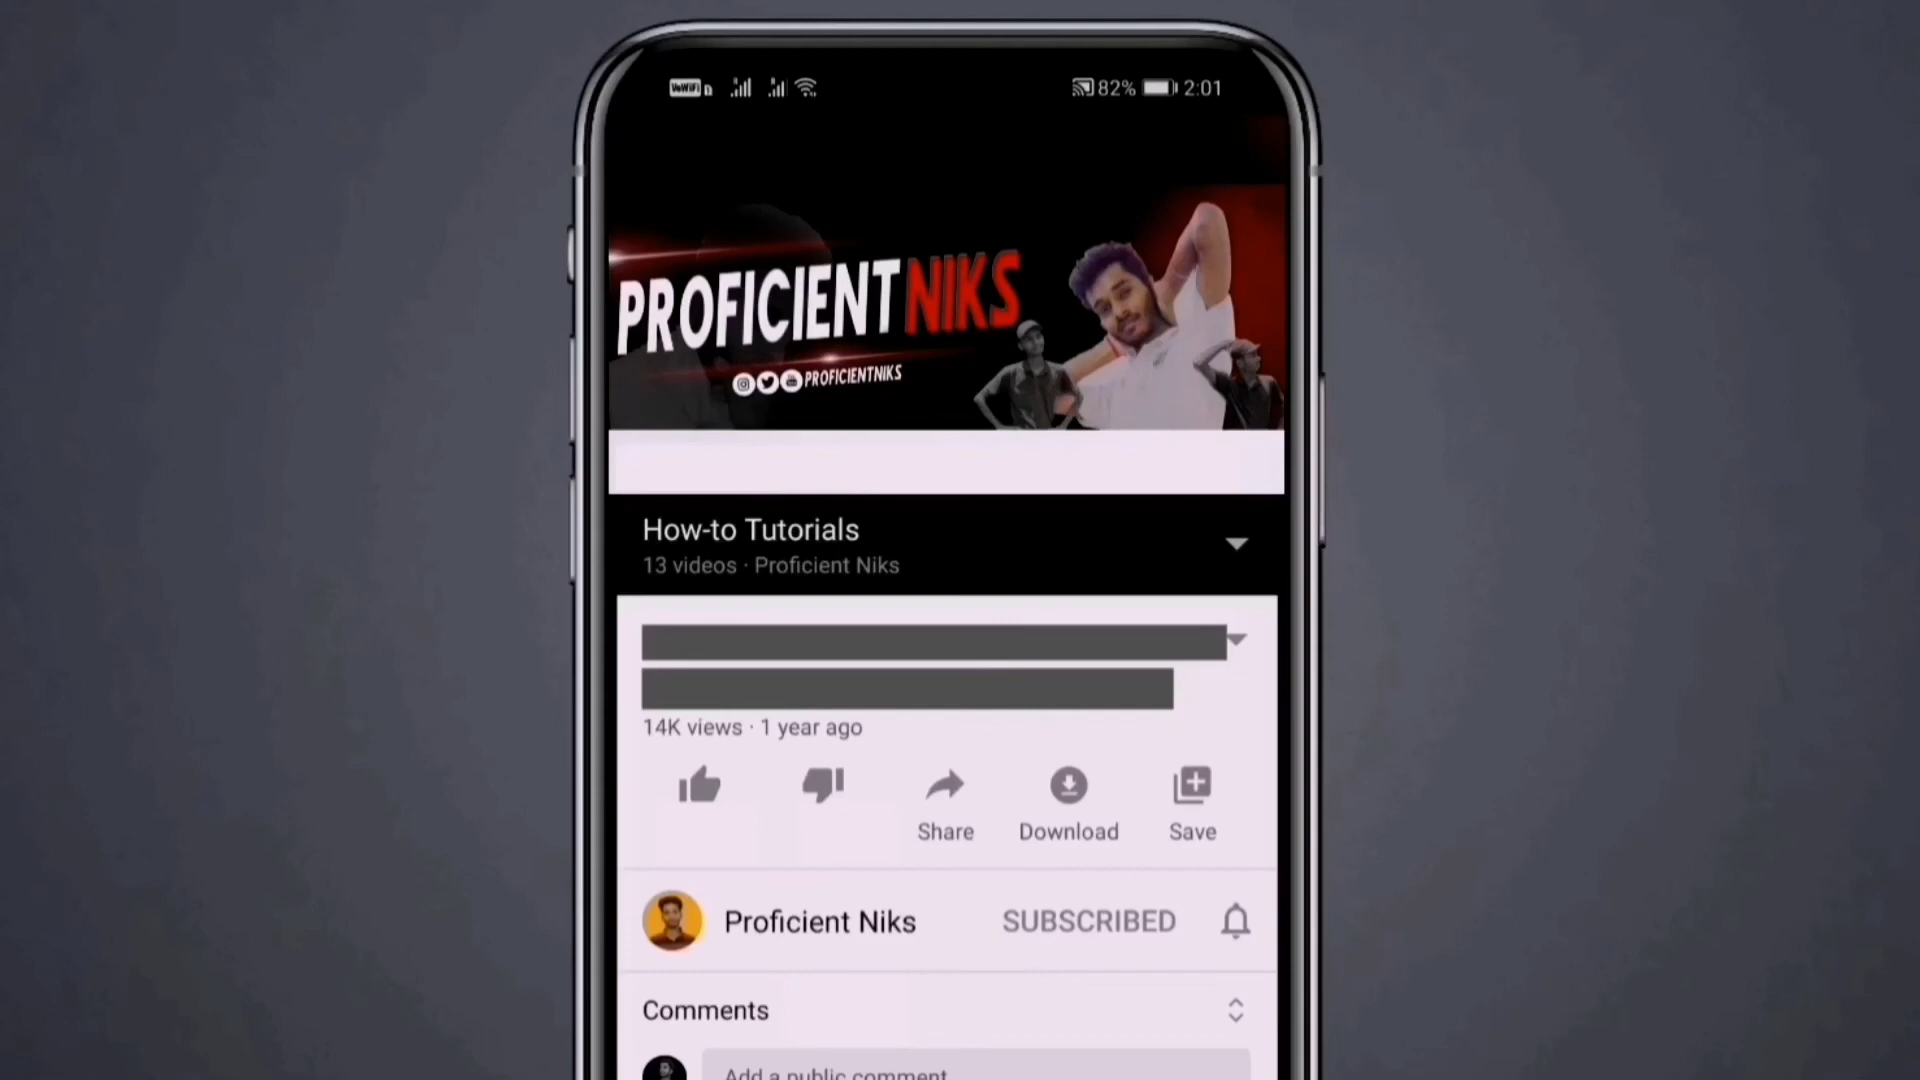 VoWiFi
82% 2:01
PROFICIENT NIKS
PROFICIENTNIKS
How-to Tutorials
13 videos · Proficient Niks
14K views · 1 year ago
Share Download Save
Proficient Niks SUBSCRIBED
Comments
Add a public comment